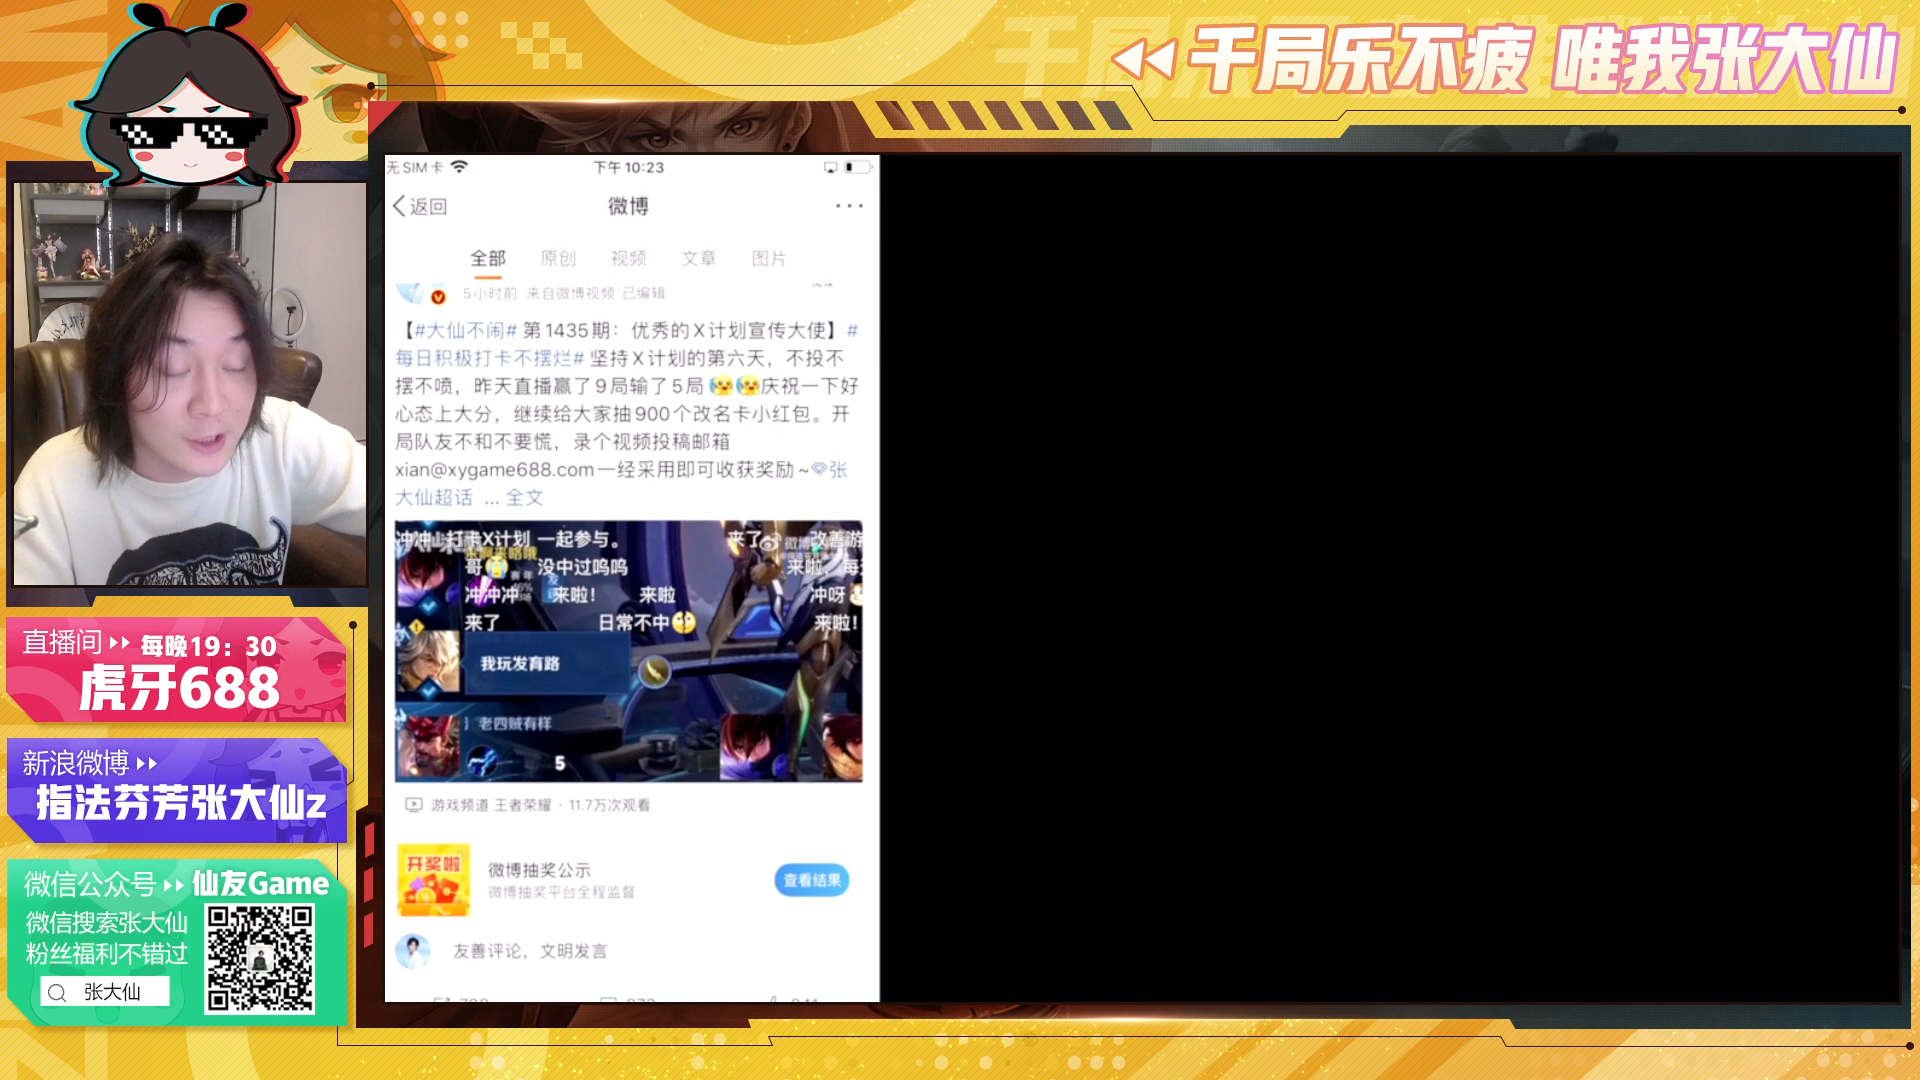 千局乐不疲 唯我张大仙
无SIM卡 下午10:23
返回 微博
全部 原创 视频 文章 图片
5小时前 来自微博视频 已编辑
【#大仙不闹# 第1435期：优秀的X计划宣传大使】#
每日积极打卡不摆烂# 坚持X计划的第六天，不投不
摆不喷，昨天直播赢了9局输了5局 庆祝一下好
心态上大分，继续给大家抽900个改名卡小红包。开
局队友不和不要慌，录个视频投稿邮箱
xian@xygame688.com一经采用即可收获奖励~张
大仙超话 ... 全文
打卡X计划 一起参与。 来了 改善游
哥 没中过呜呜 来啦，每
冲冲冲 来啦！ 来啦 冲呀
来了 日常不中 来啦！
我玩发育路
老四贼有样
5
游戏频道 王者荣耀 · 11.7万次观看
开奖啦
微博抽奖公示
微博抽奖平台全程监督
查看结果
友善评论，文明发言
直播间 每晚19：30
虎牙688
新浪微博
指法芬芳张大仙z
微信公众号 仙友Game
微信搜索张大仙
粉丝福利不错过
张大仙